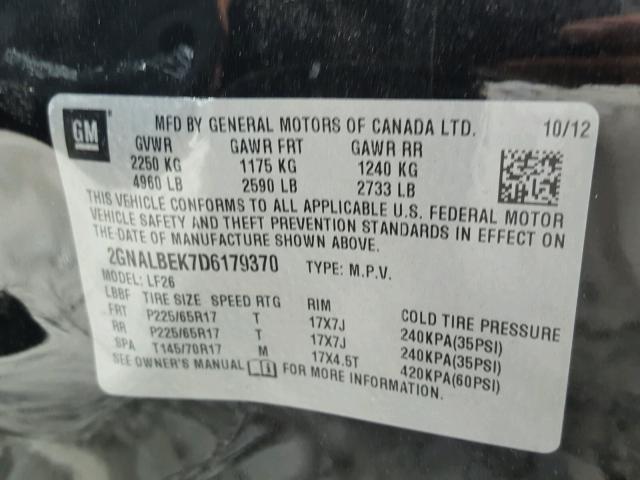 GM
MFD BY GENERAL MOTORS OF CANADA LTD. 10/12
GVWR GAWR FRT GAWR RR
2250 KG 1175 KG 1240 KG
4960 LB 2590 LB 2733 LB
THIS VEHICLE CONFORMS TO ALL APPLICABLE U.S. FEDERAL MOTOR
VEHICLE SAFETY AND THEFT PREVENTION STANDARDS IN EFFECT ON
THE DATE OF MANUFACTURE SHOWN ABOVE.
2GNALBEK7D6179370 TYPE: M.P.V.
MODEL: LF26
LBBF TIRE SIZE SPEED RTG RIM COLD TIRE PRESSURE
FRT P225/65R17 T 17X7J 240KPA(35PSI)
RR P225/65R17 T 17X7J 240KPA(35PSI)
SPA T145/70R17 M 17X4.5T 420KPA(60PSI)
SEE OWNER'S MANUAL FOR MORE INFORMATION.